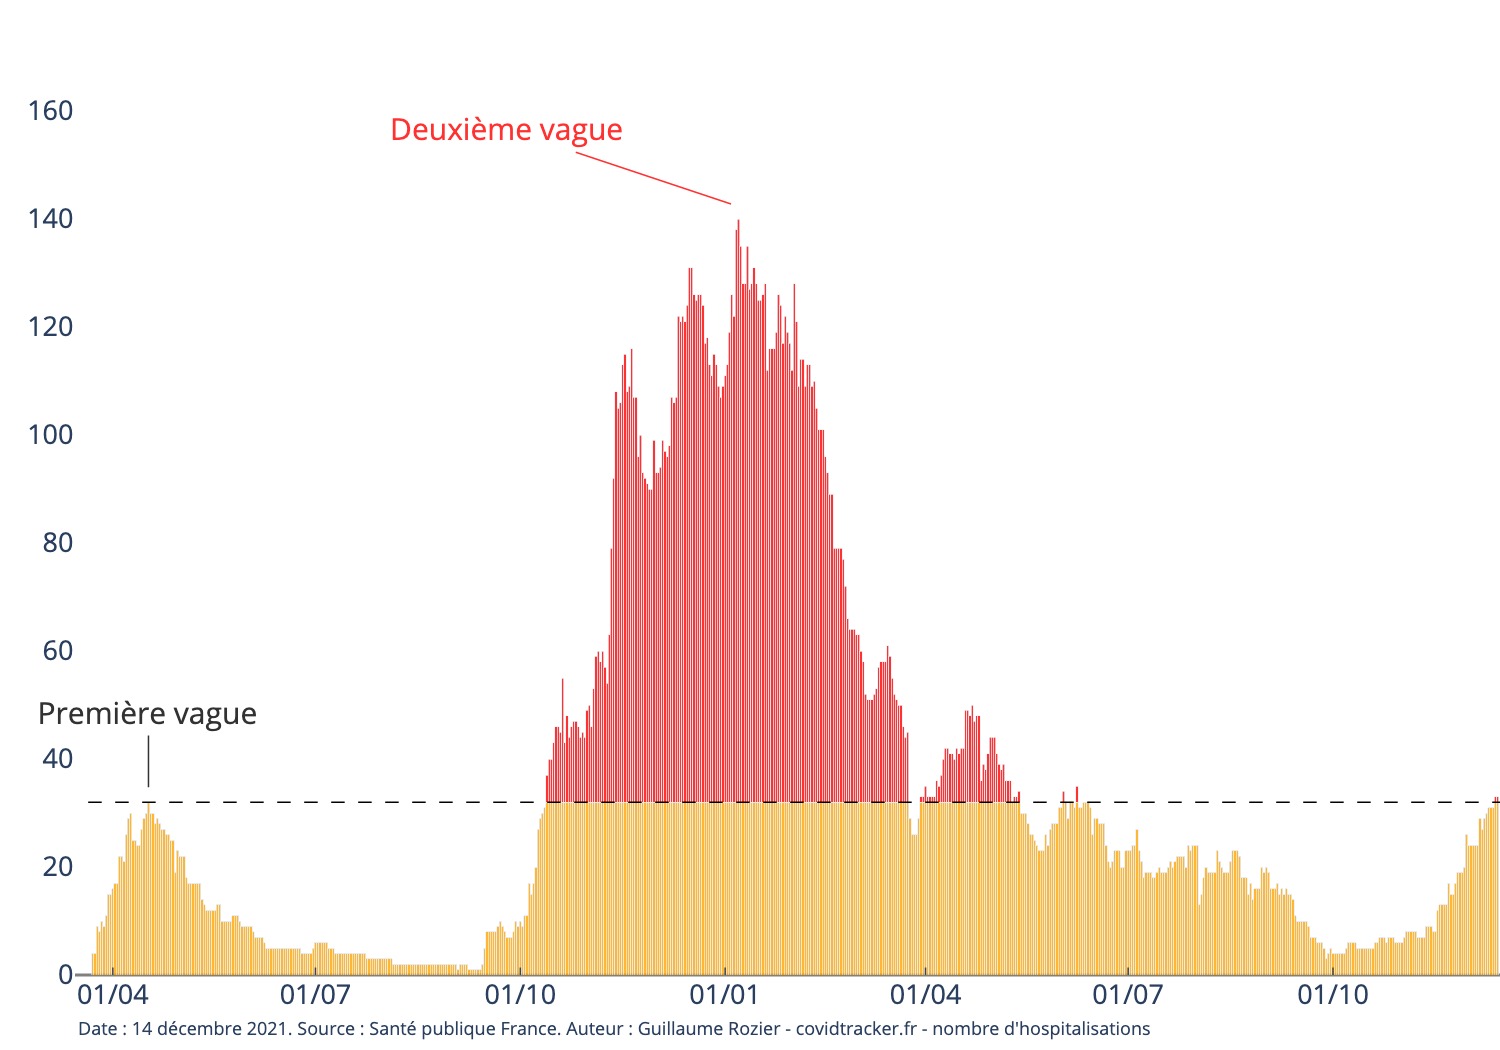 160
Deuxième vague
140
120
100
80
60
Première vague
40
20
0
01/04 01/07 01/10 01/01 01/04 01/07 01/10
Date : 14 décembre 2021. Source : Santé publique France. Auteur : Guillaume Rozier - covidtracker.fr - nombre d'hospitalisations